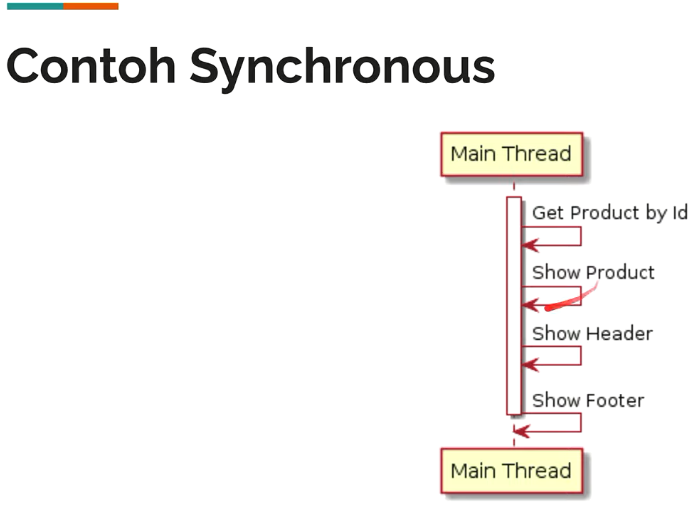 Contoh Synchronous
Main Thread
Get Product by Id
Show Product
Show Header
Show Footer
Main Thread